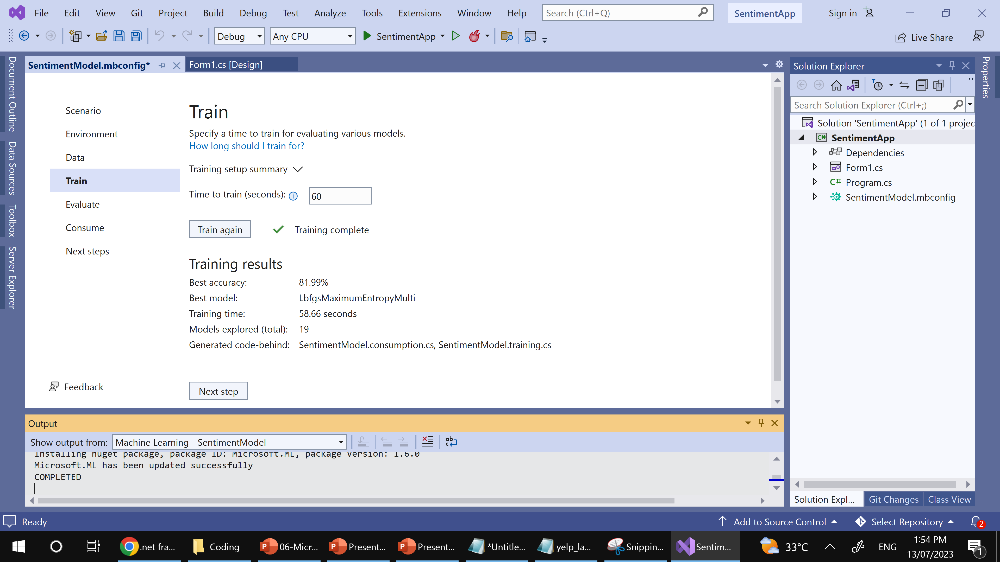 File Edit View Git Project Build Debug Test Analyze Tools Extensions Window Help Search (Ctrl+Q) SentimentApp Sign in
Debug Any CPU SentimentApp Live Share
Document Outline
Data Sources
Toolbox
Server Explorer
SentimentModel.mbconfig* Form1.cs [Design]
Scenario
Environment
Data
Train
Evaluate
Consume
Next steps
Feedback
Train
Specify a time to train for evaluating various models.
How long should I train for?
Training setup summary
Time to train (seconds): 60
Train again Training complete
Training results
Best accuracy: 81.99%
Best model: LbfgsMaximumEntropyMulti
Training time: 58.66 seconds
Models explored (total): 19
Generated code-behind: SentimentModel.consumption.cs, SentimentModel.training.cs
Next step
Output
Show output from: Machine Learning - SentimentModel
Installing nuget package, package ID: Microsoft.ML, package version: 1.6.0
Microsoft.ML has been updated successfully
COMPLETED
Solution Explorer
Search Solution Explorer (Ctrl+;)
Solution 'SentimentApp' (1 of 1 projec
C# SentimentApp
Dependencies
Form1.cs
C# Program.cs
SentimentModel.mbconfig
Solution Expl... Git Changes Class View
Properties
Ready Add to Source Control Select Repository 2
.net fra... Coding P 06-Micr... P Present... P Present... *Untitle... yelp_la... Snippin... Sentim... 33°C ENG 1:54 PM
13/07/2023 1